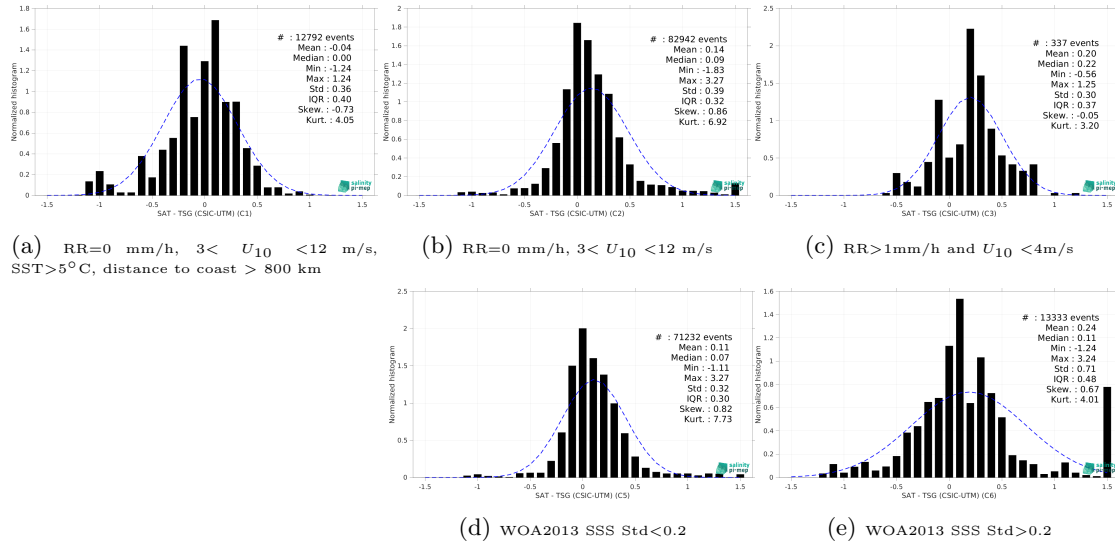 1.8
1.6
1.4
1.2
1
0.8
0.6
0.4
0.2
0
Normalized histogram
# : 12792 events
Mean : -0.04
Median : 0.00
Min : -1.24
Max : 1.24
Std : 0.36
IQR : 0.40
Skew. : -0.73
Kurt. : 4.05
salinity
pi-mep
-1.5 -1 -0.5 0 0.5 1 1.5
SAT - TSG (CSIC-UTM) (C1)
(a) RR=0 mm/h, 3< U10 <12 m/s,
SST>5°C, distance to coast > 800 km
2
1.8
1.6
1.4
1.2
1
0.8
0.6
0.4
0.2
0
Normalized histogram
# : 82942 events
Mean : 0.14
Median : 0.09
Min : -1.83
Max : 3.27
Std : 0.39
IQR : 0.32
Skew. : 0.86
Kurt. : 6.92
salinity
pi-mep
-1.5 -1 -0.5 0 0.5 1 1.5
SAT - TSG (CSIC-UTM) (C2)
(b) RR=0 mm/h, 3< U10 <12 m/s
2.5
2
1.5
1
0.5
0
Normalized histogram
# : 337 events
Mean : 0.20
Median : 0.22
Min : -0.56
Max : 1.25
Std : 0.30
IQR : 0.37
Skew. : -0.05
Kurt. : 3.20
salinity
pi-mep
-1.5 -1 -0.5 0 0.5 1 1.5
SAT - TSG (CSIC-UTM) (C3)
(c) RR>1mm/h and U10 <4m/s
2.5
2
1.5
1
0.5
0
Normalized histogram
# : 71232 events
Mean : 0.11
Median : 0.07
Min : -1.11
Max : 3.27
Std : 0.32
IQR : 0.30
Skew. : 0.82
Kurt. : 7.73
salinity
pi-mep
-1.5 -1 -0.5 0 0.5 1 1.5
SAT - TSG (CSIC-UTM) (C5)
(d) WOA2013 SSS Std<0.2
1.6
1.4
1.2
1
0.8
0.6
0.4
0.2
0
Normalized histogram
# : 13333 events
Mean : 0.24
Median : 0.11
Min : -1.24
Max : 3.24
Std : 0.71
IQR : 0.48
Skew. : 0.67
Kurt. : 4.01
salinity
pi-mep
-1.5 -1 -0.5 0 0.5 1 1.5
SAT - TSG (CSIC-UTM) (C6)
(e) WOA2013 SSS Std>0.2